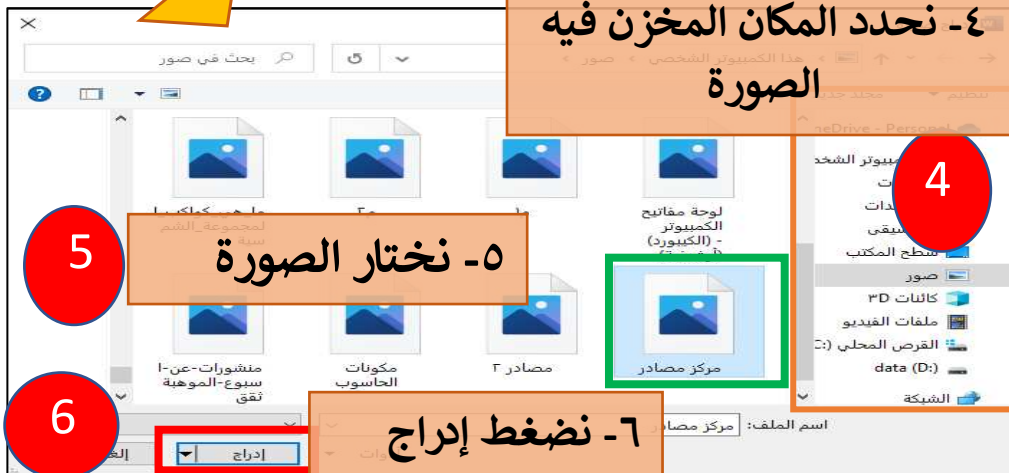 ٤- نحدد المكان المخزن فيه
الصورة
هذا الكمبيوتر الشخصي › صور ›
بحث في صور
تنظيم
4
لوحة مفاتيح
الكمبيوتر
- (الكيبورد)
سطح المكتب
صور
كائنات ٣D
ملفات الفيديو
القرص المحلي (C:
data (D:)
الشبكة
5
٥- نختار الصورة
مركز مصادر
مصادر ٢
مكونات
الحاسوب
منشورات-عن-ا
سبوع-الموهبة
ثقق
6
٦- نضغط إدراج
اسم الملف:
مركز مصادر
إدراج